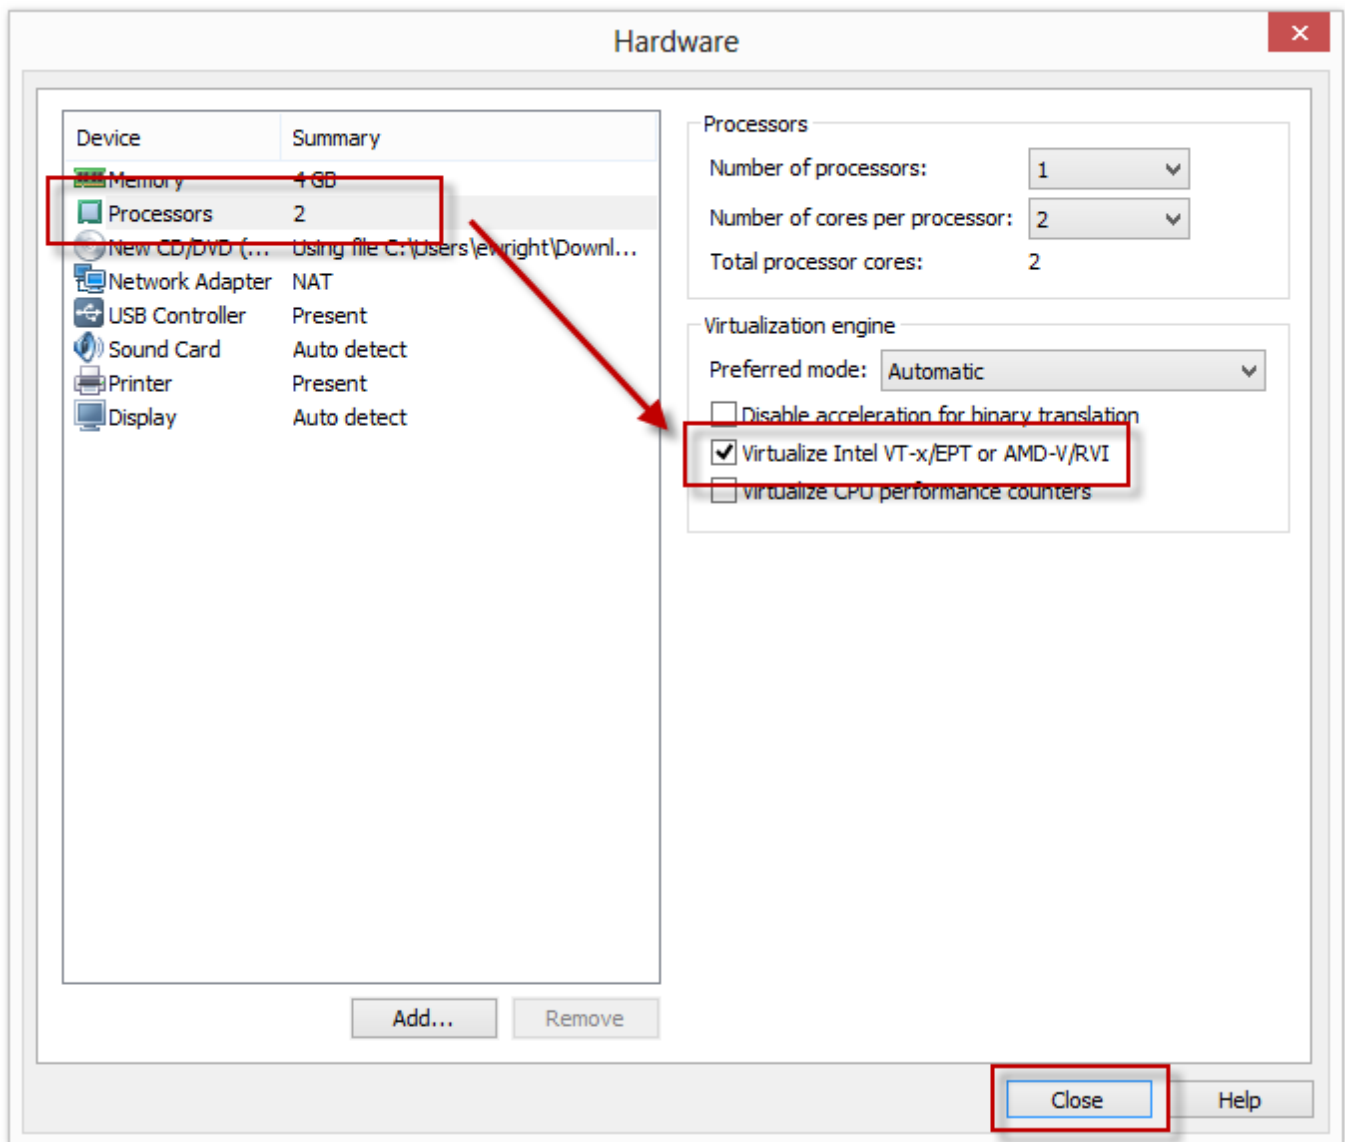 Hardware
Device Summary
Memory 4 GB
Processors 2
New CD/DVD (... Using file C:\Users\ewright\Downl...
Network Adapter NAT
USB Controller Present
Sound Card Auto detect
Printer Present
Display Auto detect
Add... Remove
Processors
Number of processors: 1
Number of cores per processor: 2
Total processor cores: 2
Virtualization engine
Preferred mode: Automatic
Disable acceleration for binary translation
Virtualize Intel VT-x/EPT or AMD-V/RVI
Virtualize CPU performance counters
Close Help